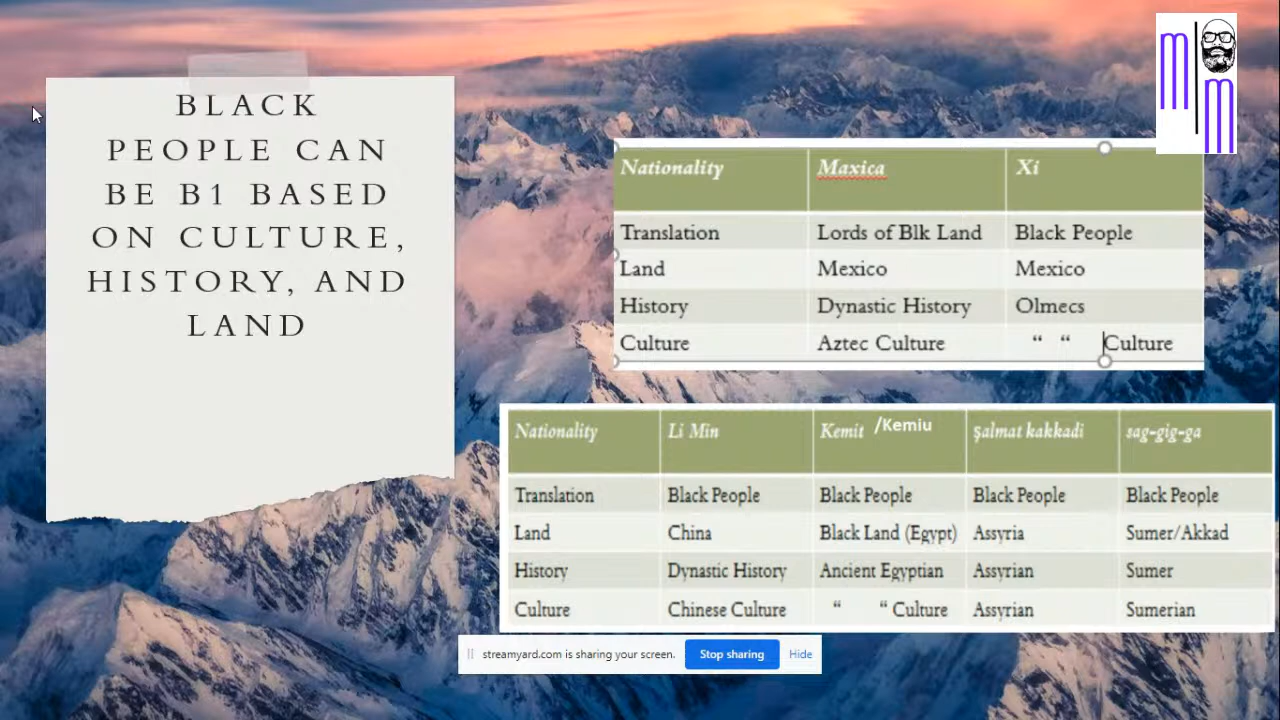 BLACK
PEOPLE CAN
BE B1 BASED
ON CULTURE,
HISTORY, AND
LAND
m
m
Nationality Maxica Xi
Translation Lords of Blk Land Black People
Land Mexico Mexico
History Dynastic History Olmecs
Culture Aztec Culture “ “ Culture
Nationality Li Min Kemit /Kemiu şalmat kakkadi sag-gig-ga
Translation Black People Black People Black People Black People
Land China Black Land (Egypt) Assyria Sumer/Akkad
History Dynastic History Ancient Egyptian Assyrian Sumer
Culture Chinese Culture “ “ Culture Assyrian Sumerian
streamyard.com is sharing your screen. Stop sharing Hide